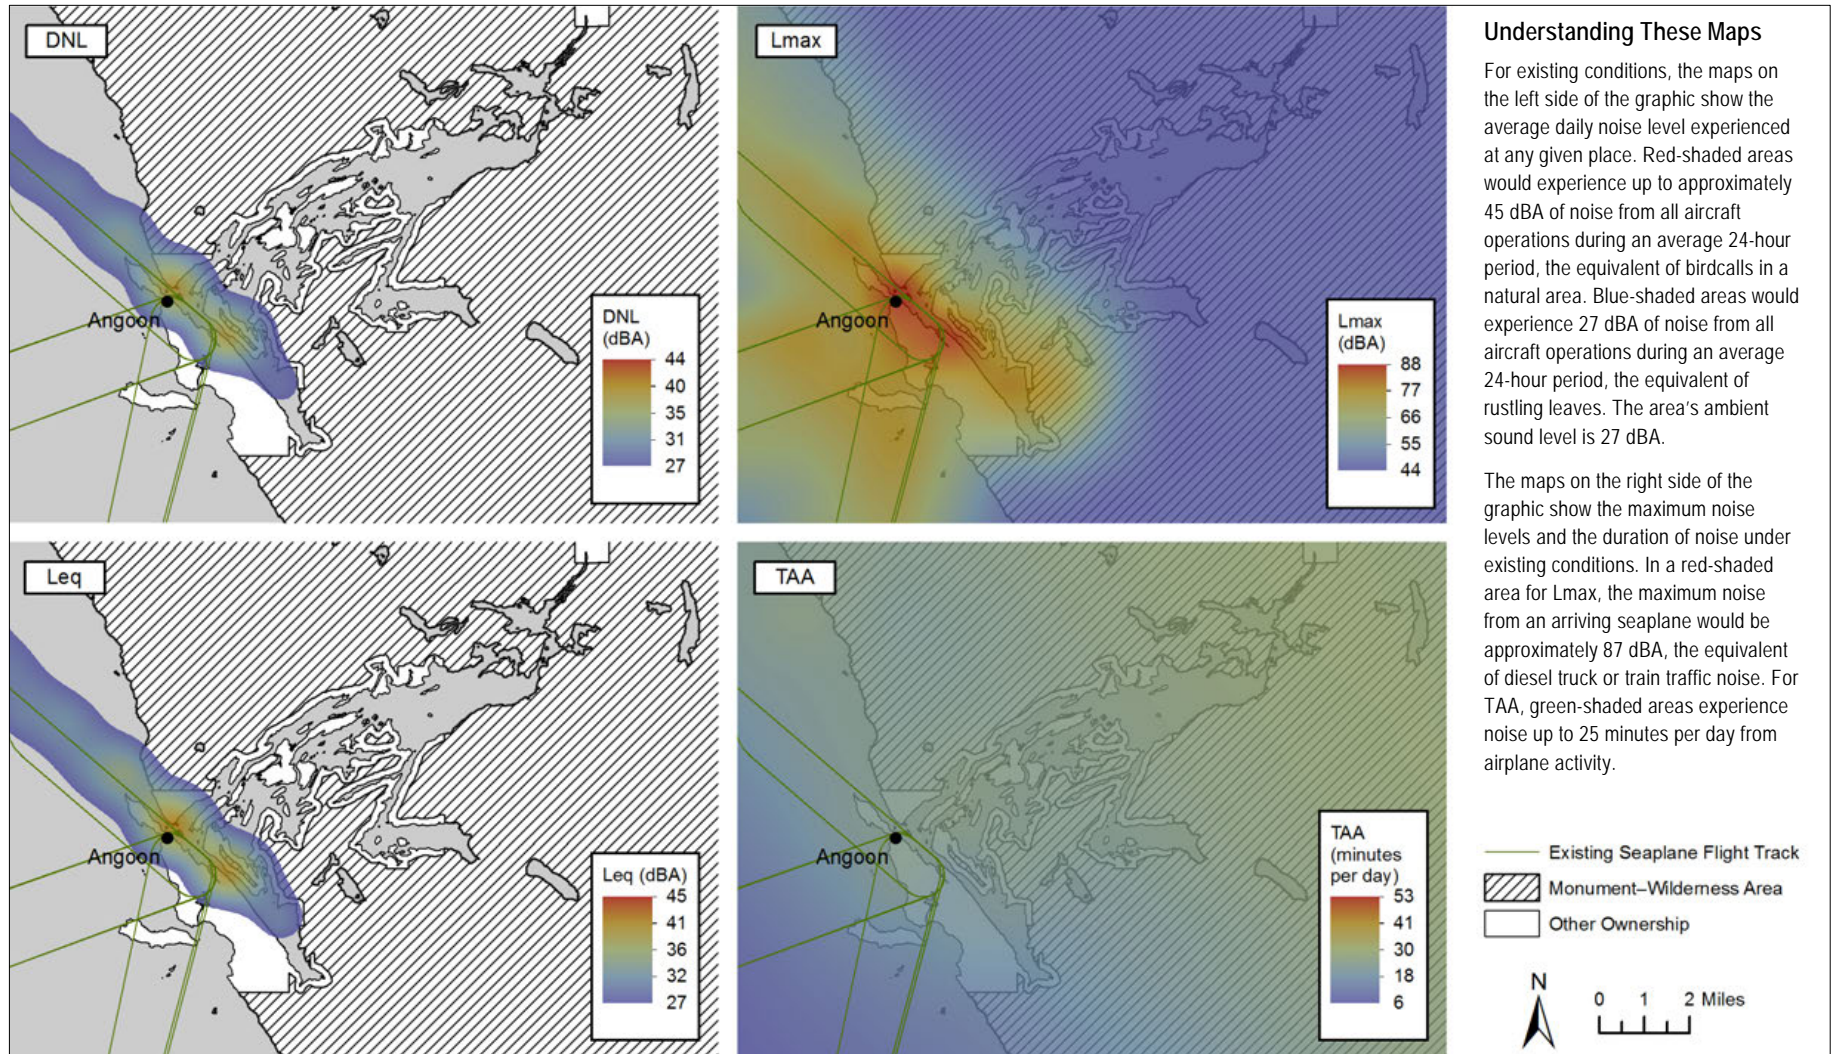 DNL
Angoon
DNL
(dBA)
44
40
35
31
27
Lmax
Angoon
Lmax
(dBA)
88
77
66
55
44
Leq
Angoon
Leq (dBA)
45
41
36
32
27
TAA
Angoon
TAA
(minutes
per day)
53
41
30
18
6
Understanding These Maps
For existing conditions, the maps on
the left side of the graphic show the
average daily noise level experienced
at any given place. Red-shaded areas
would experience up to approximately
45 dBA of noise from all aircraft
operations during an average 24-hour
period, the equivalent of birdcalls in a
natural area. Blue-shaded areas would
experience 27 dBA of noise from all
aircraft operations during an average
24-hour period, the equivalent of
rustling leaves. The area's ambient
sound level is 27 dBA.
The maps on the right side of the
graphic show the maximum noise
levels and the duration of noise under
existing conditions. In a red-shaded
area for Lmax, the maximum noise
from an arriving seaplane would be
approximately 87 dBA, the equivalent
of diesel truck or train traffic noise. For
TAA, green-shaded areas experience
noise up to 25 minutes per day from
airplane activity.
Existing Seaplane Flight Track
Monument–Wilderness Area
Other Ownership
N
0 1 2 Miles